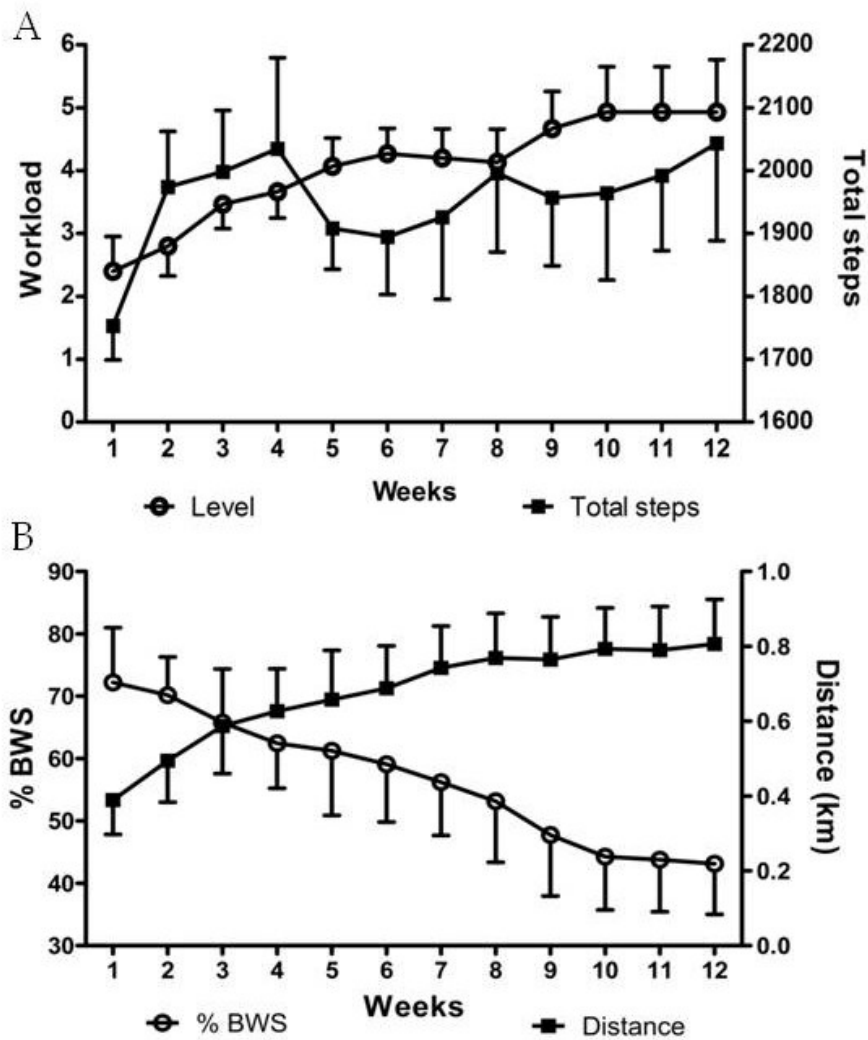 A
6
5
4
3
2
1
0
Workload
2200
2100
2000
1900
1800
1700
1600
Total steps
1 2 3 4 5 6 7 8 9 10 11 12
Weeks
Level Total steps
B
90
80
70
60
50
40
30
% BWS
1.0
0.8
0.6
0.4
0.2
0.0
Distance (km)
1 2 3 4 5 6 7 8 9 10 11 12
Weeks
% BWS Distance